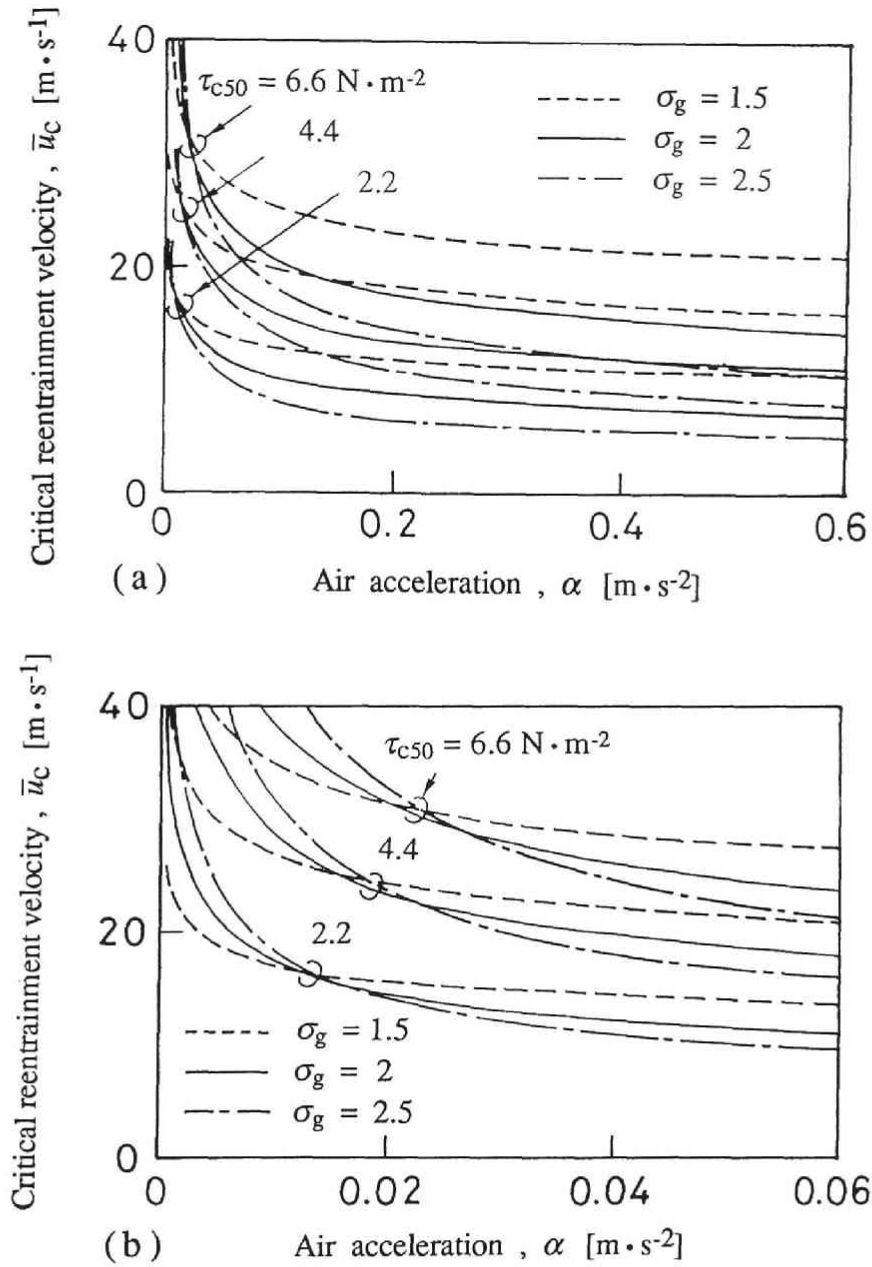 Critical reentrainment velocity , u̅c [m·s-1]
40
20
0
τc50 = 6.6 N·m-2
4.4
2.2
σg = 1.5
σg = 2
σg = 2.5
0 0.2 0.4 0.6
(a) Air acceleration , α [m·s-2]
Critical reentrainment velocity , u̅c [m·s-1]
40
20
0
τc50 = 6.6 N·m-2
4.4
2.2
σg = 1.5
σg = 2
σg = 2.5
0 0.02 0.04 0.06
(b) Air acceleration , α [m·s-2]